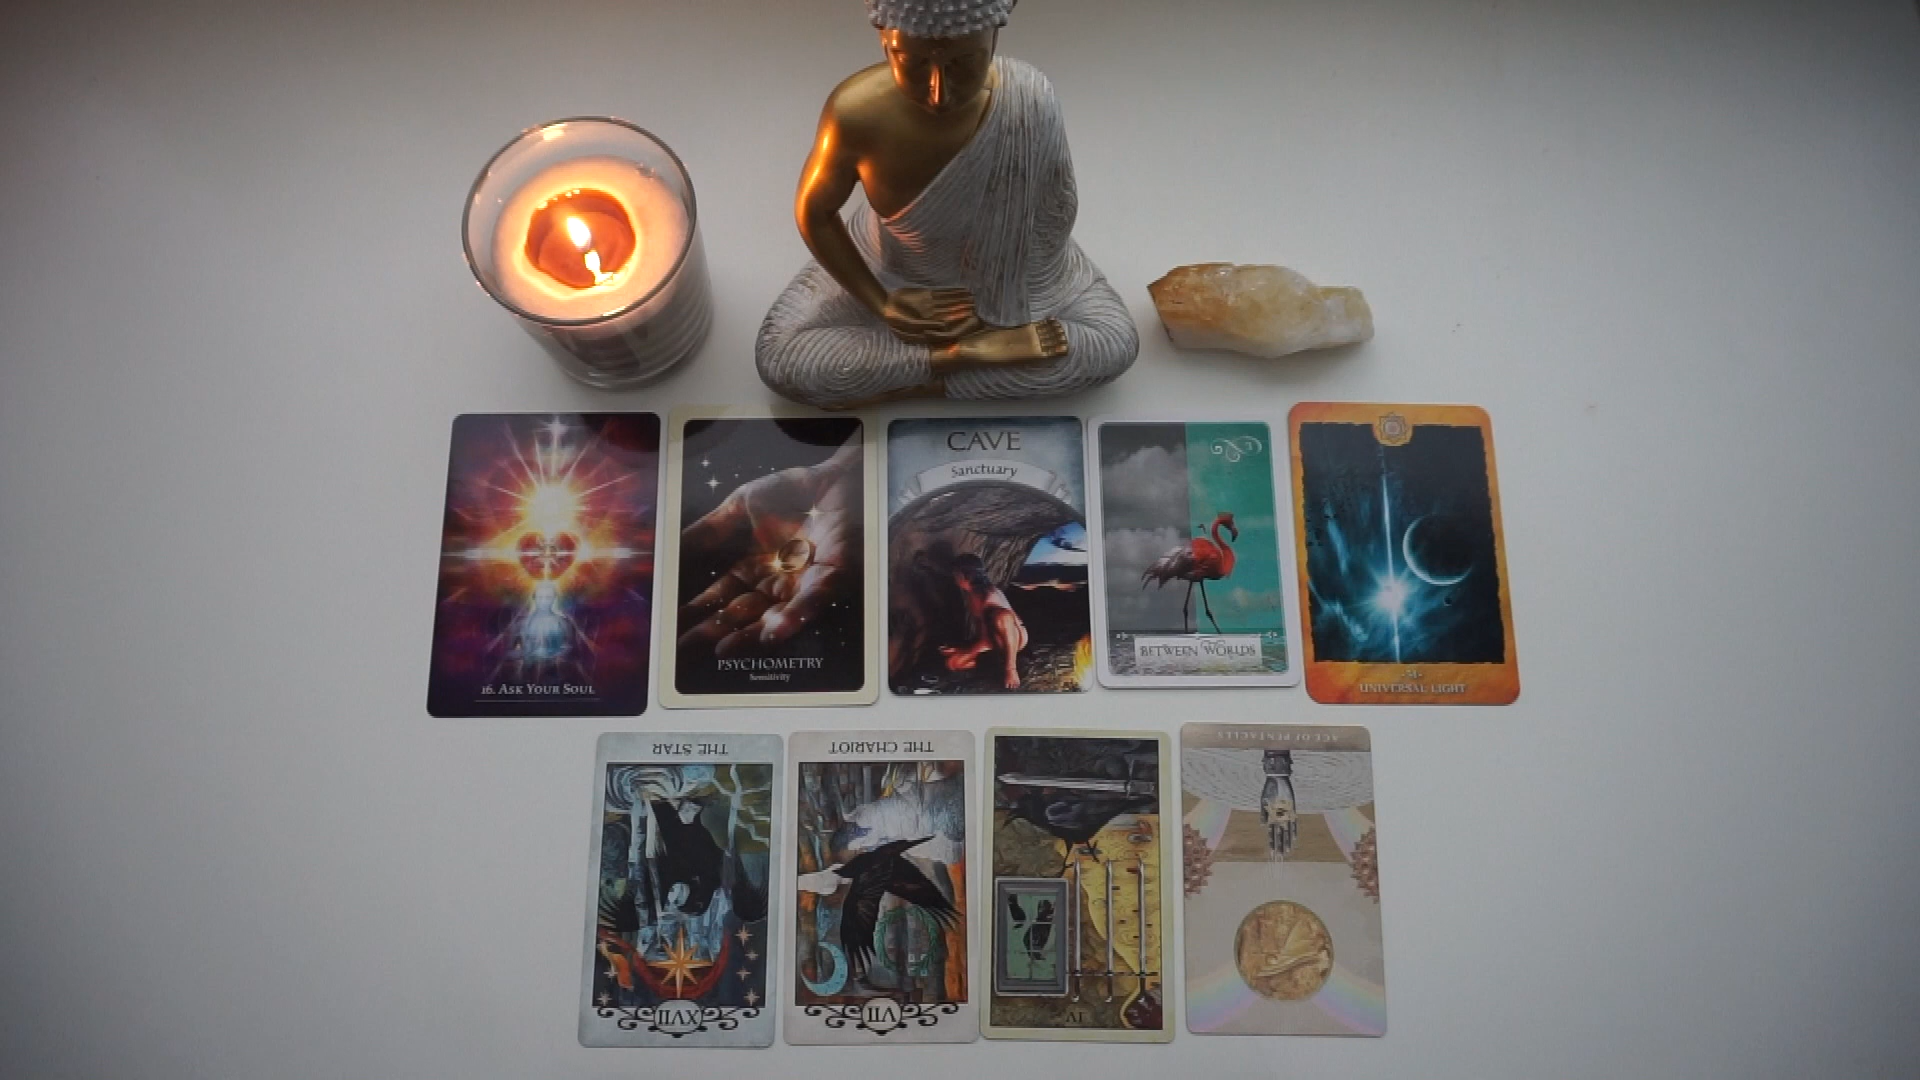 16. ASK YOUR SOUL
PSYCHOMETRY
Sensitivity
CAVE
Sanctuary
3
BETWEEN WORLDS
UNIVERSAL LIGHT
THE STAR
XVII
THE CHARIOT
VII
IV
ACE OF PENTACLES